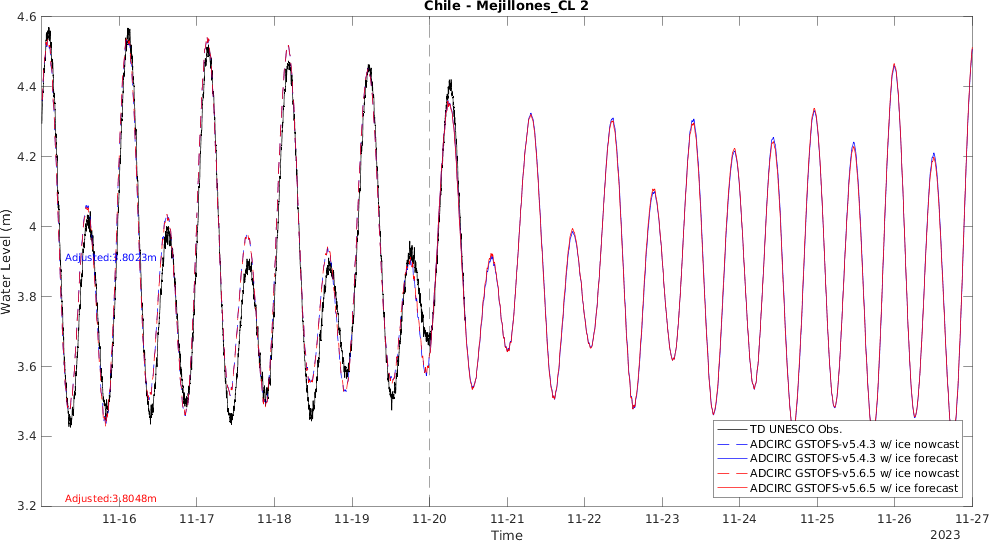 Chile - Mejillones_CL 2
4.6
4.4
4.2
4
3.8
3.6
3.4
3.2
Water Level (m)
Adjusted:3.8023m
Adjusted:3.8048m
TD UNESCO Obs.
ADCIRC GSTOFS-v5.4.3 w/ ice nowcast
ADCIRC GSTOFS-v5.4.3 w/ ice forecast
ADCIRC GSTOFS-v5.6.5 w/ ice nowcast
ADCIRC GSTOFS-v5.6.5 w/ ice forecast
11-16 11-17 11-18 11-19 11-20 11-21 11-22 11-23 11-24 11-25 11-26 11-27
Time
2023